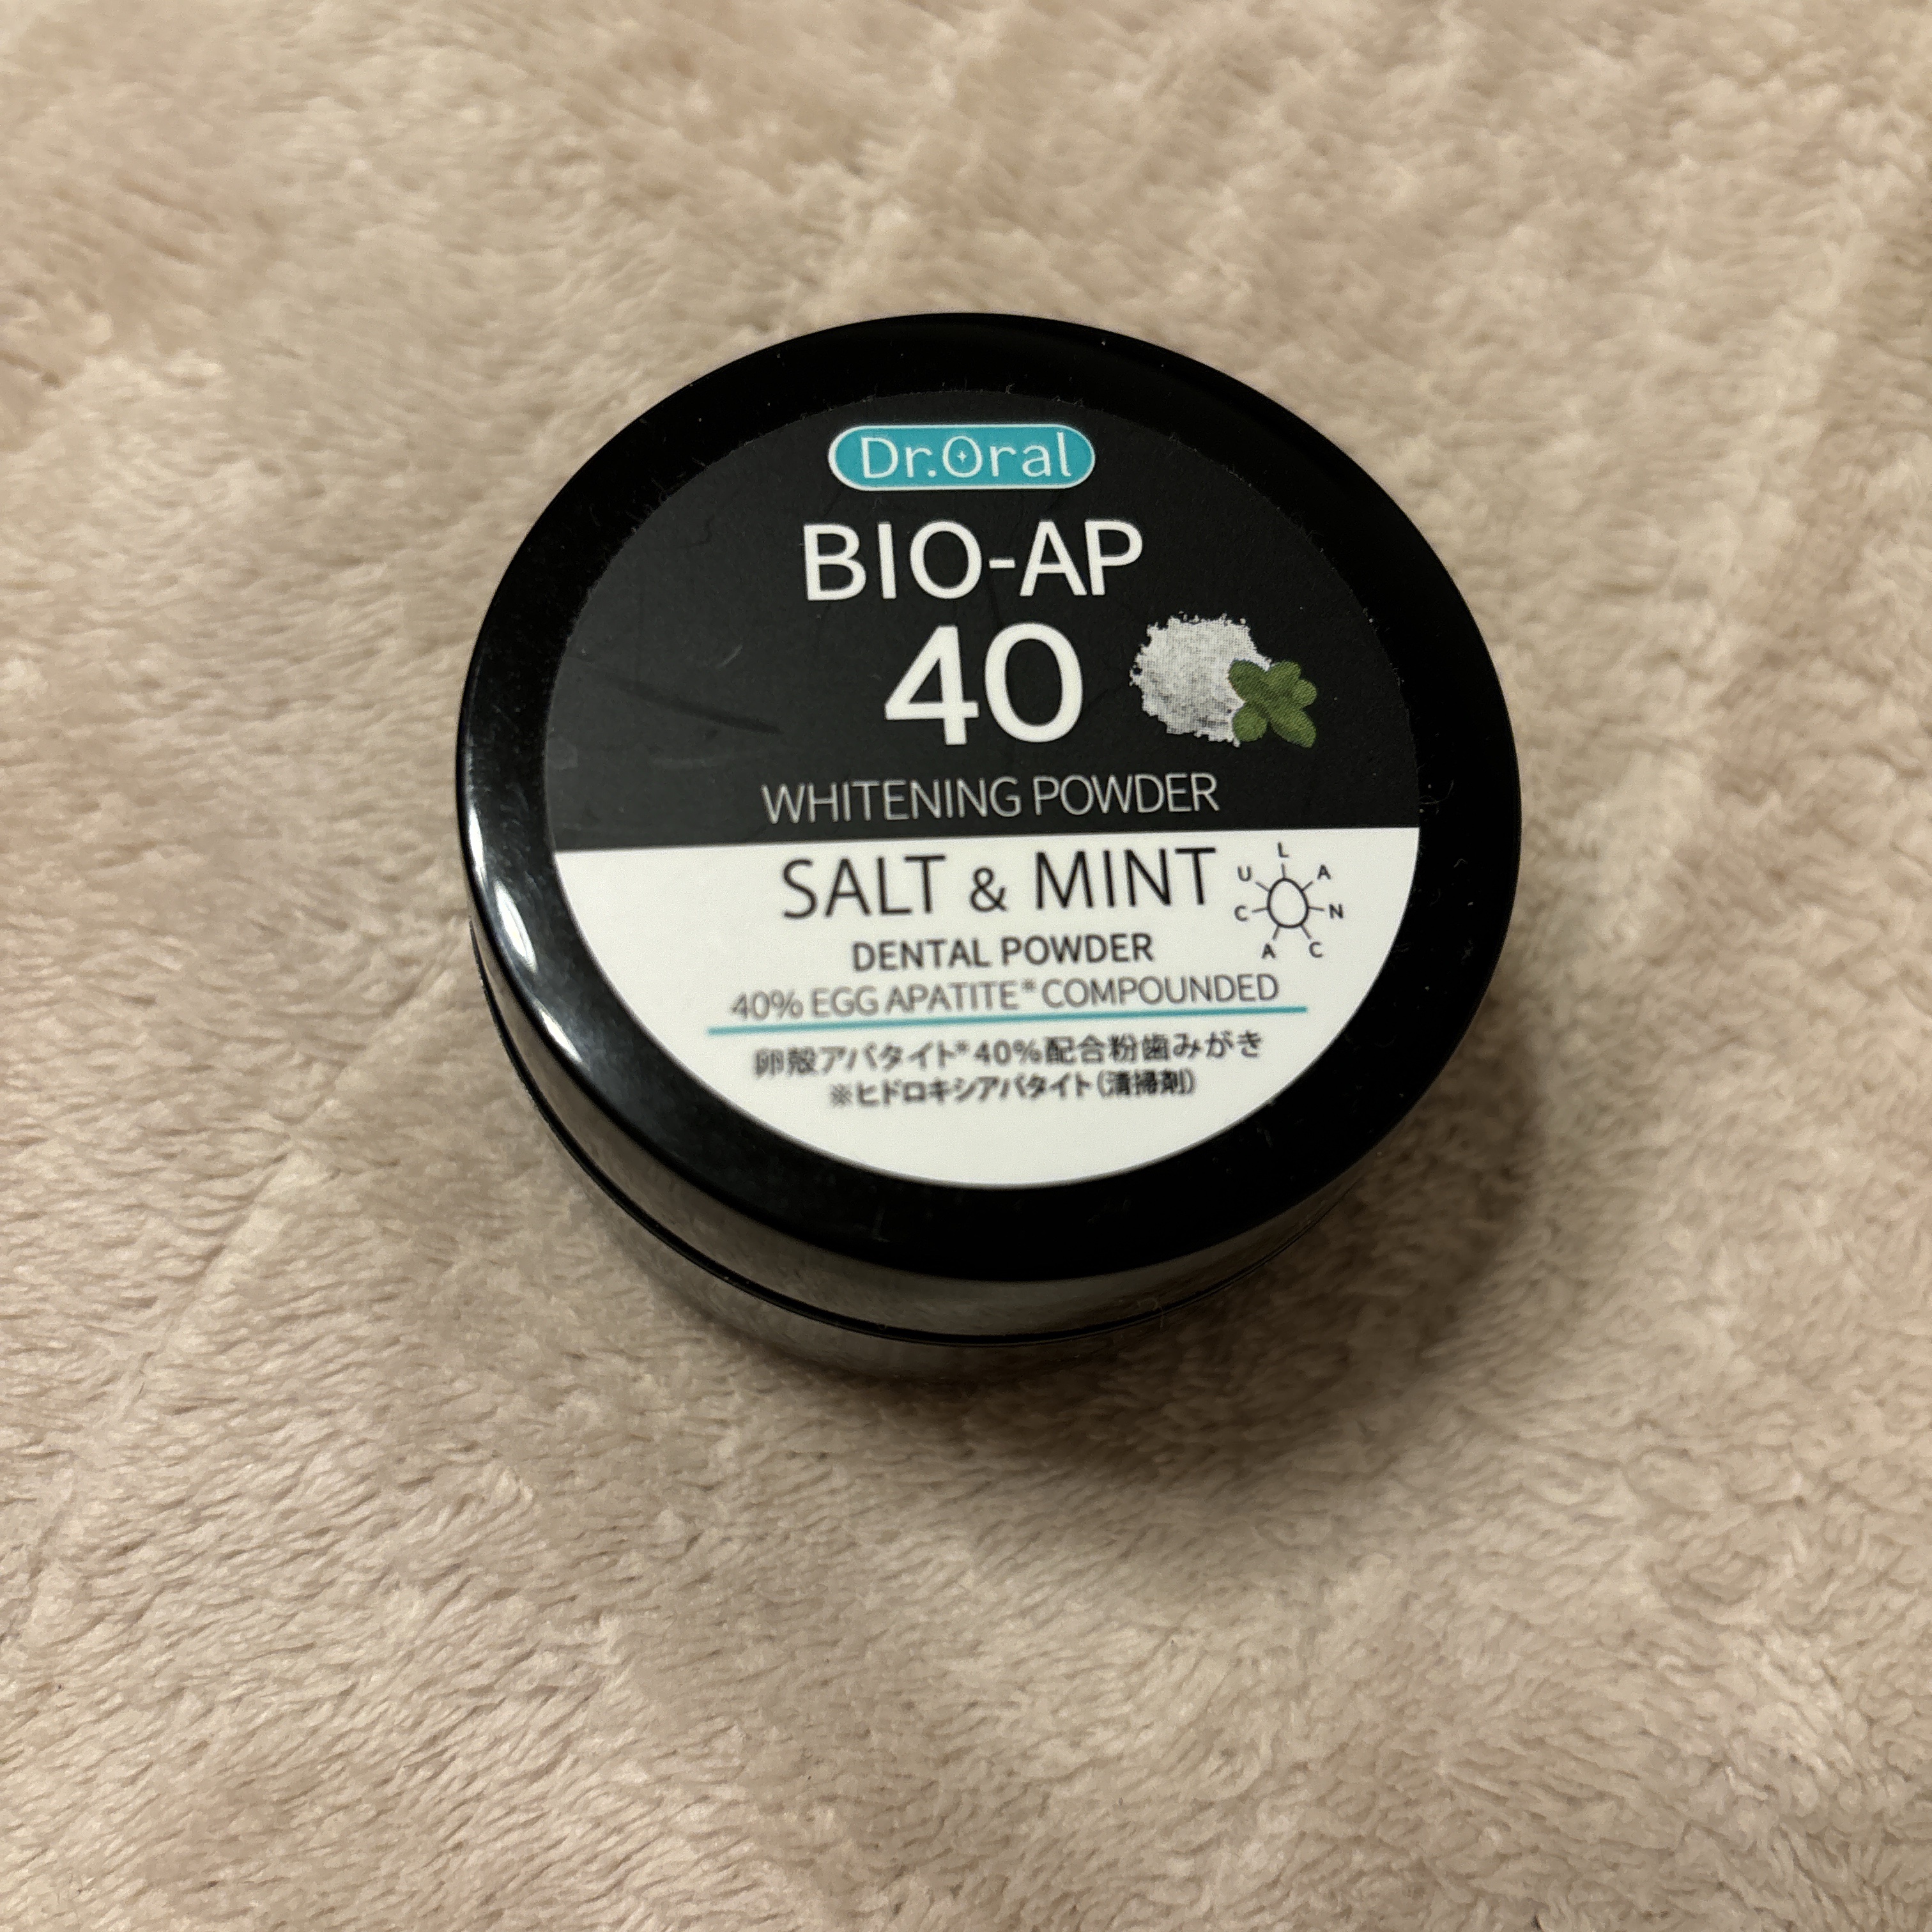 Dr.Oral
BIO-AP
40
WHITENING POWDER
SALT & MINT
LANCACU
DENTAL POWDER
40% EGG APATITE※ COMPOUNDED
卵殻アパタイト※40%配合粉歯みがき
※ヒドロキシアパタイト(清掃剤)